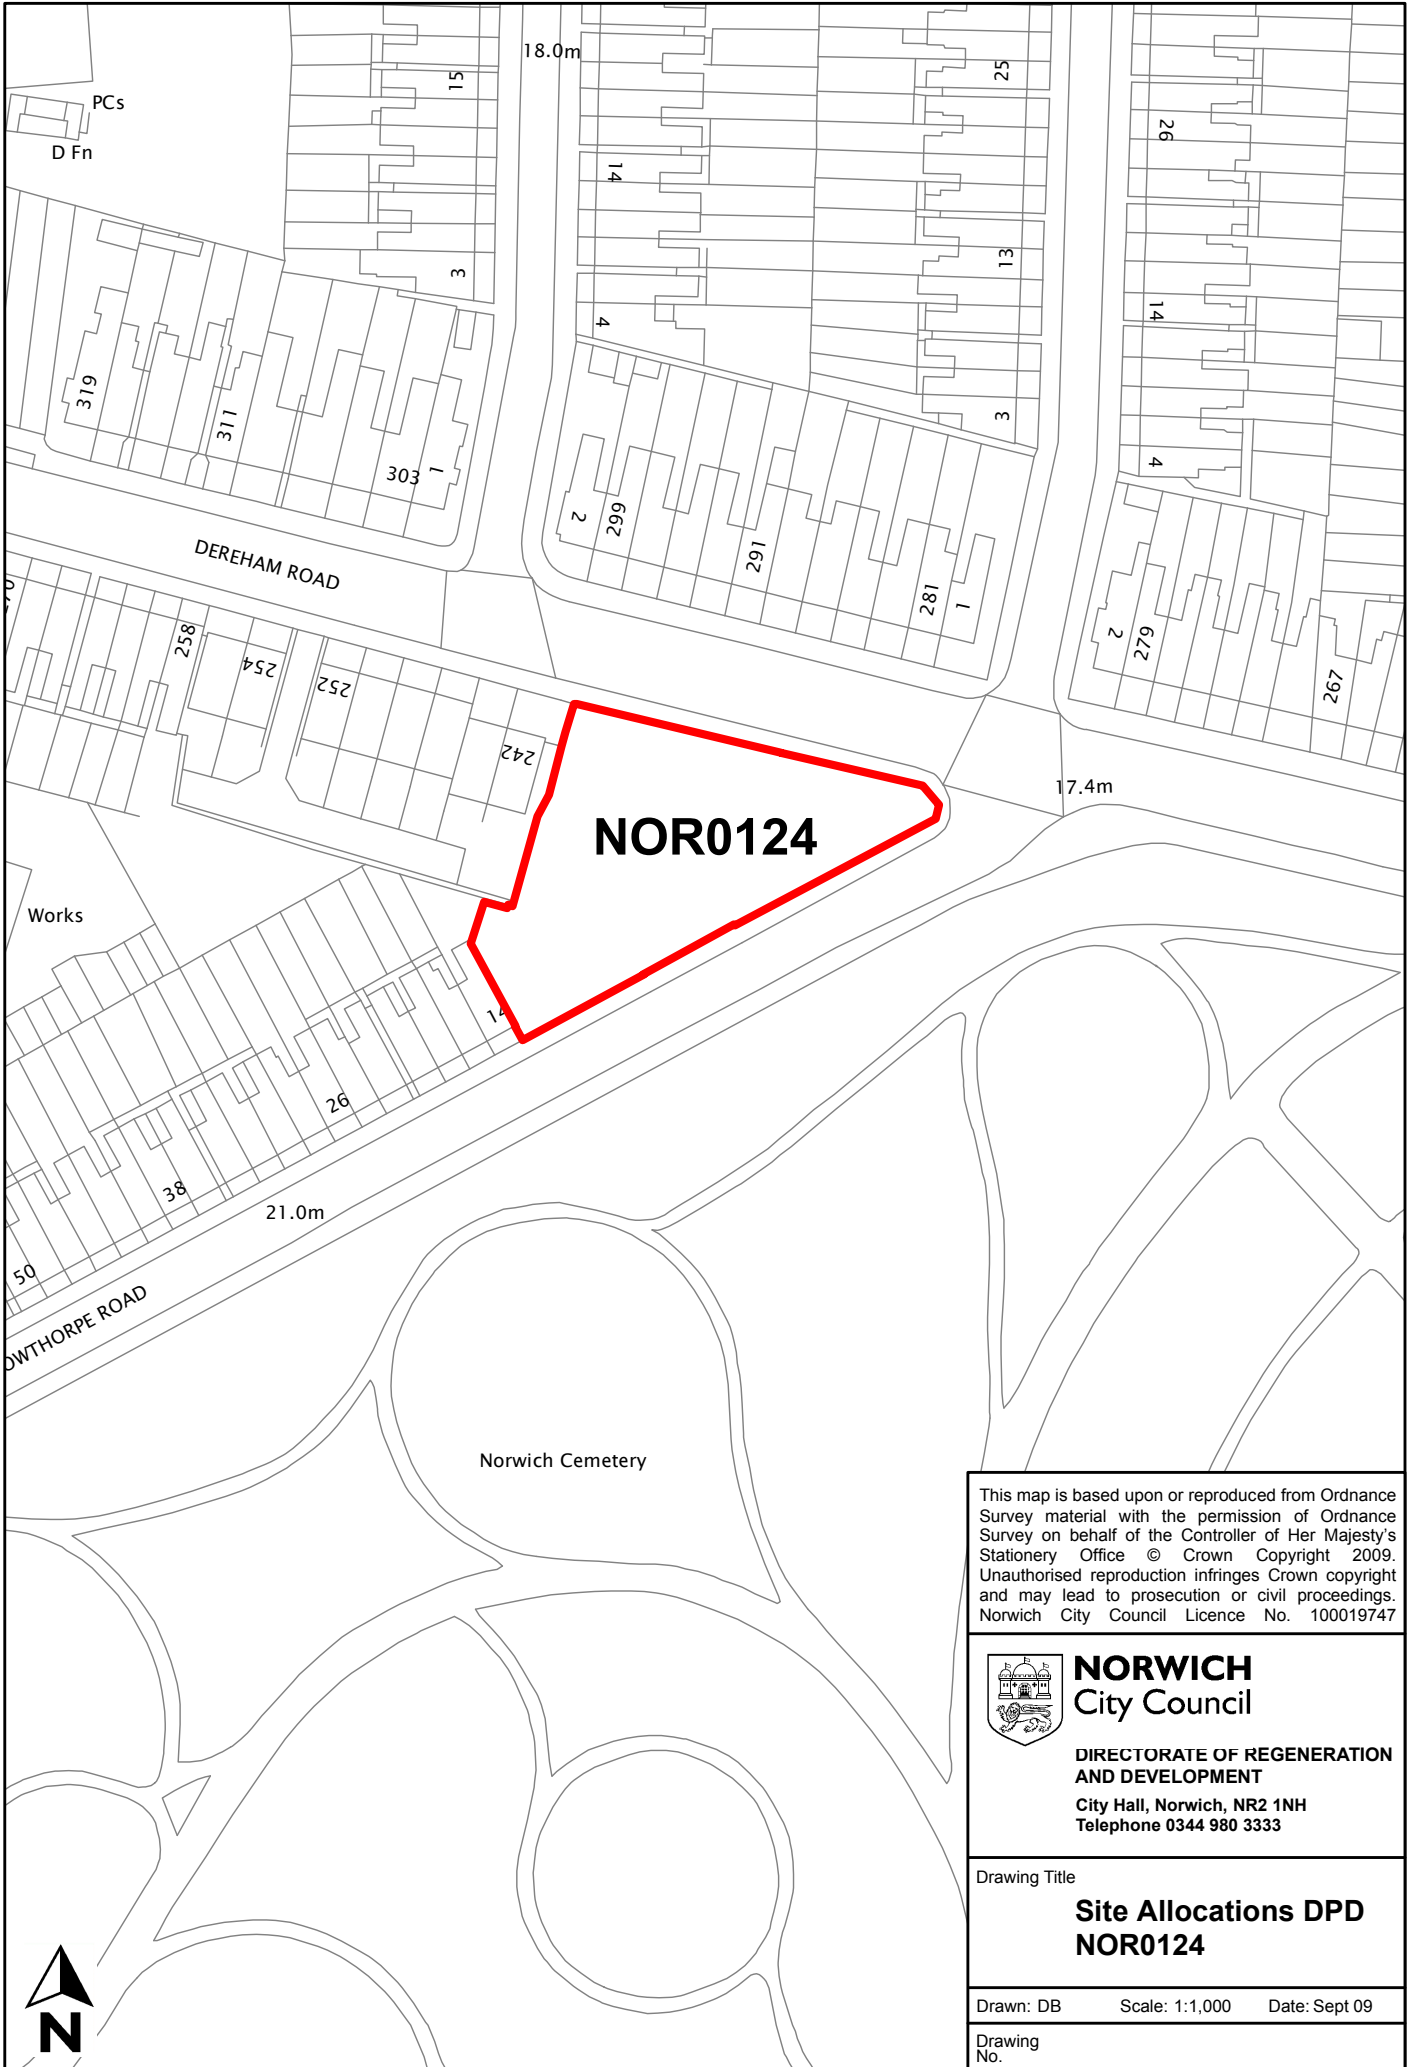 18.0m
15
25
PCs
D Fn
26
14
3
13
14
4
3
319
311
303
1
4
2
299
291
281
1
2
279
267
DEREHAM ROAD
258
254
252
242
17.4m
NOR0124
Works
14
26
38
21.0m
50
OWTHORPE ROAD
Norwich Cemetery
This map is based upon or reproduced from Ordnance
Survey material with the permission of Ordnance
Survey on behalf of the Controller of Her Majesty's
Stationery Office © Crown Copyright 2009.
Unauthorised reproduction infringes Crown copyright
and may lead to prosecution or civil proceedings.
Norwich City Council Licence No. 100019747
NORWICH
City Council
DIRECTORATE OF REGENERATION
AND DEVELOPMENT
City Hall, Norwich, NR2 1NH
Telephone 0344 980 3333
Drawing Title
Site Allocations DPD
NOR0124
Drawn: DB Scale: 1:1,000 Date: Sept 09
Drawing
No.
N